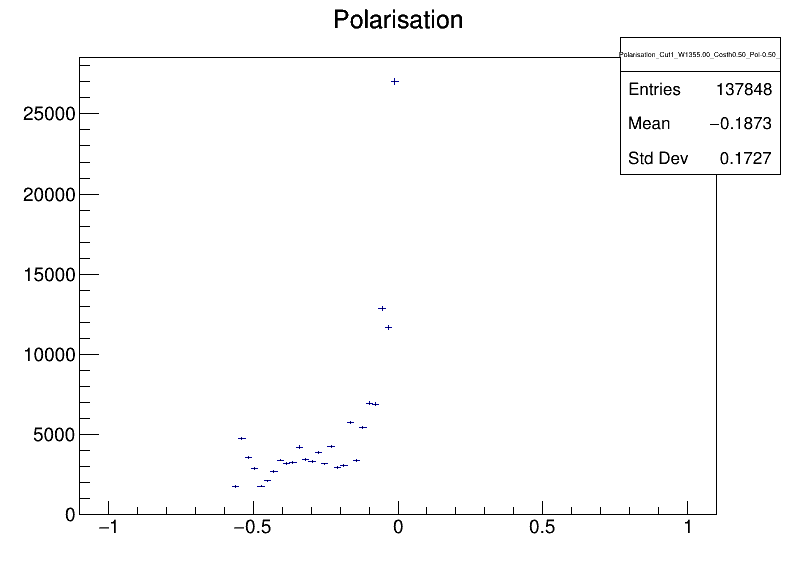 Polarisation
Polarisation_Cut1_W1355.00_Costh0.50_Pol-0.50_
Entries 137848
Mean −0.1873
Std Dev 0.1727
25000
20000
15000
10000
5000
0
−1 −0.5 0 0.5 1